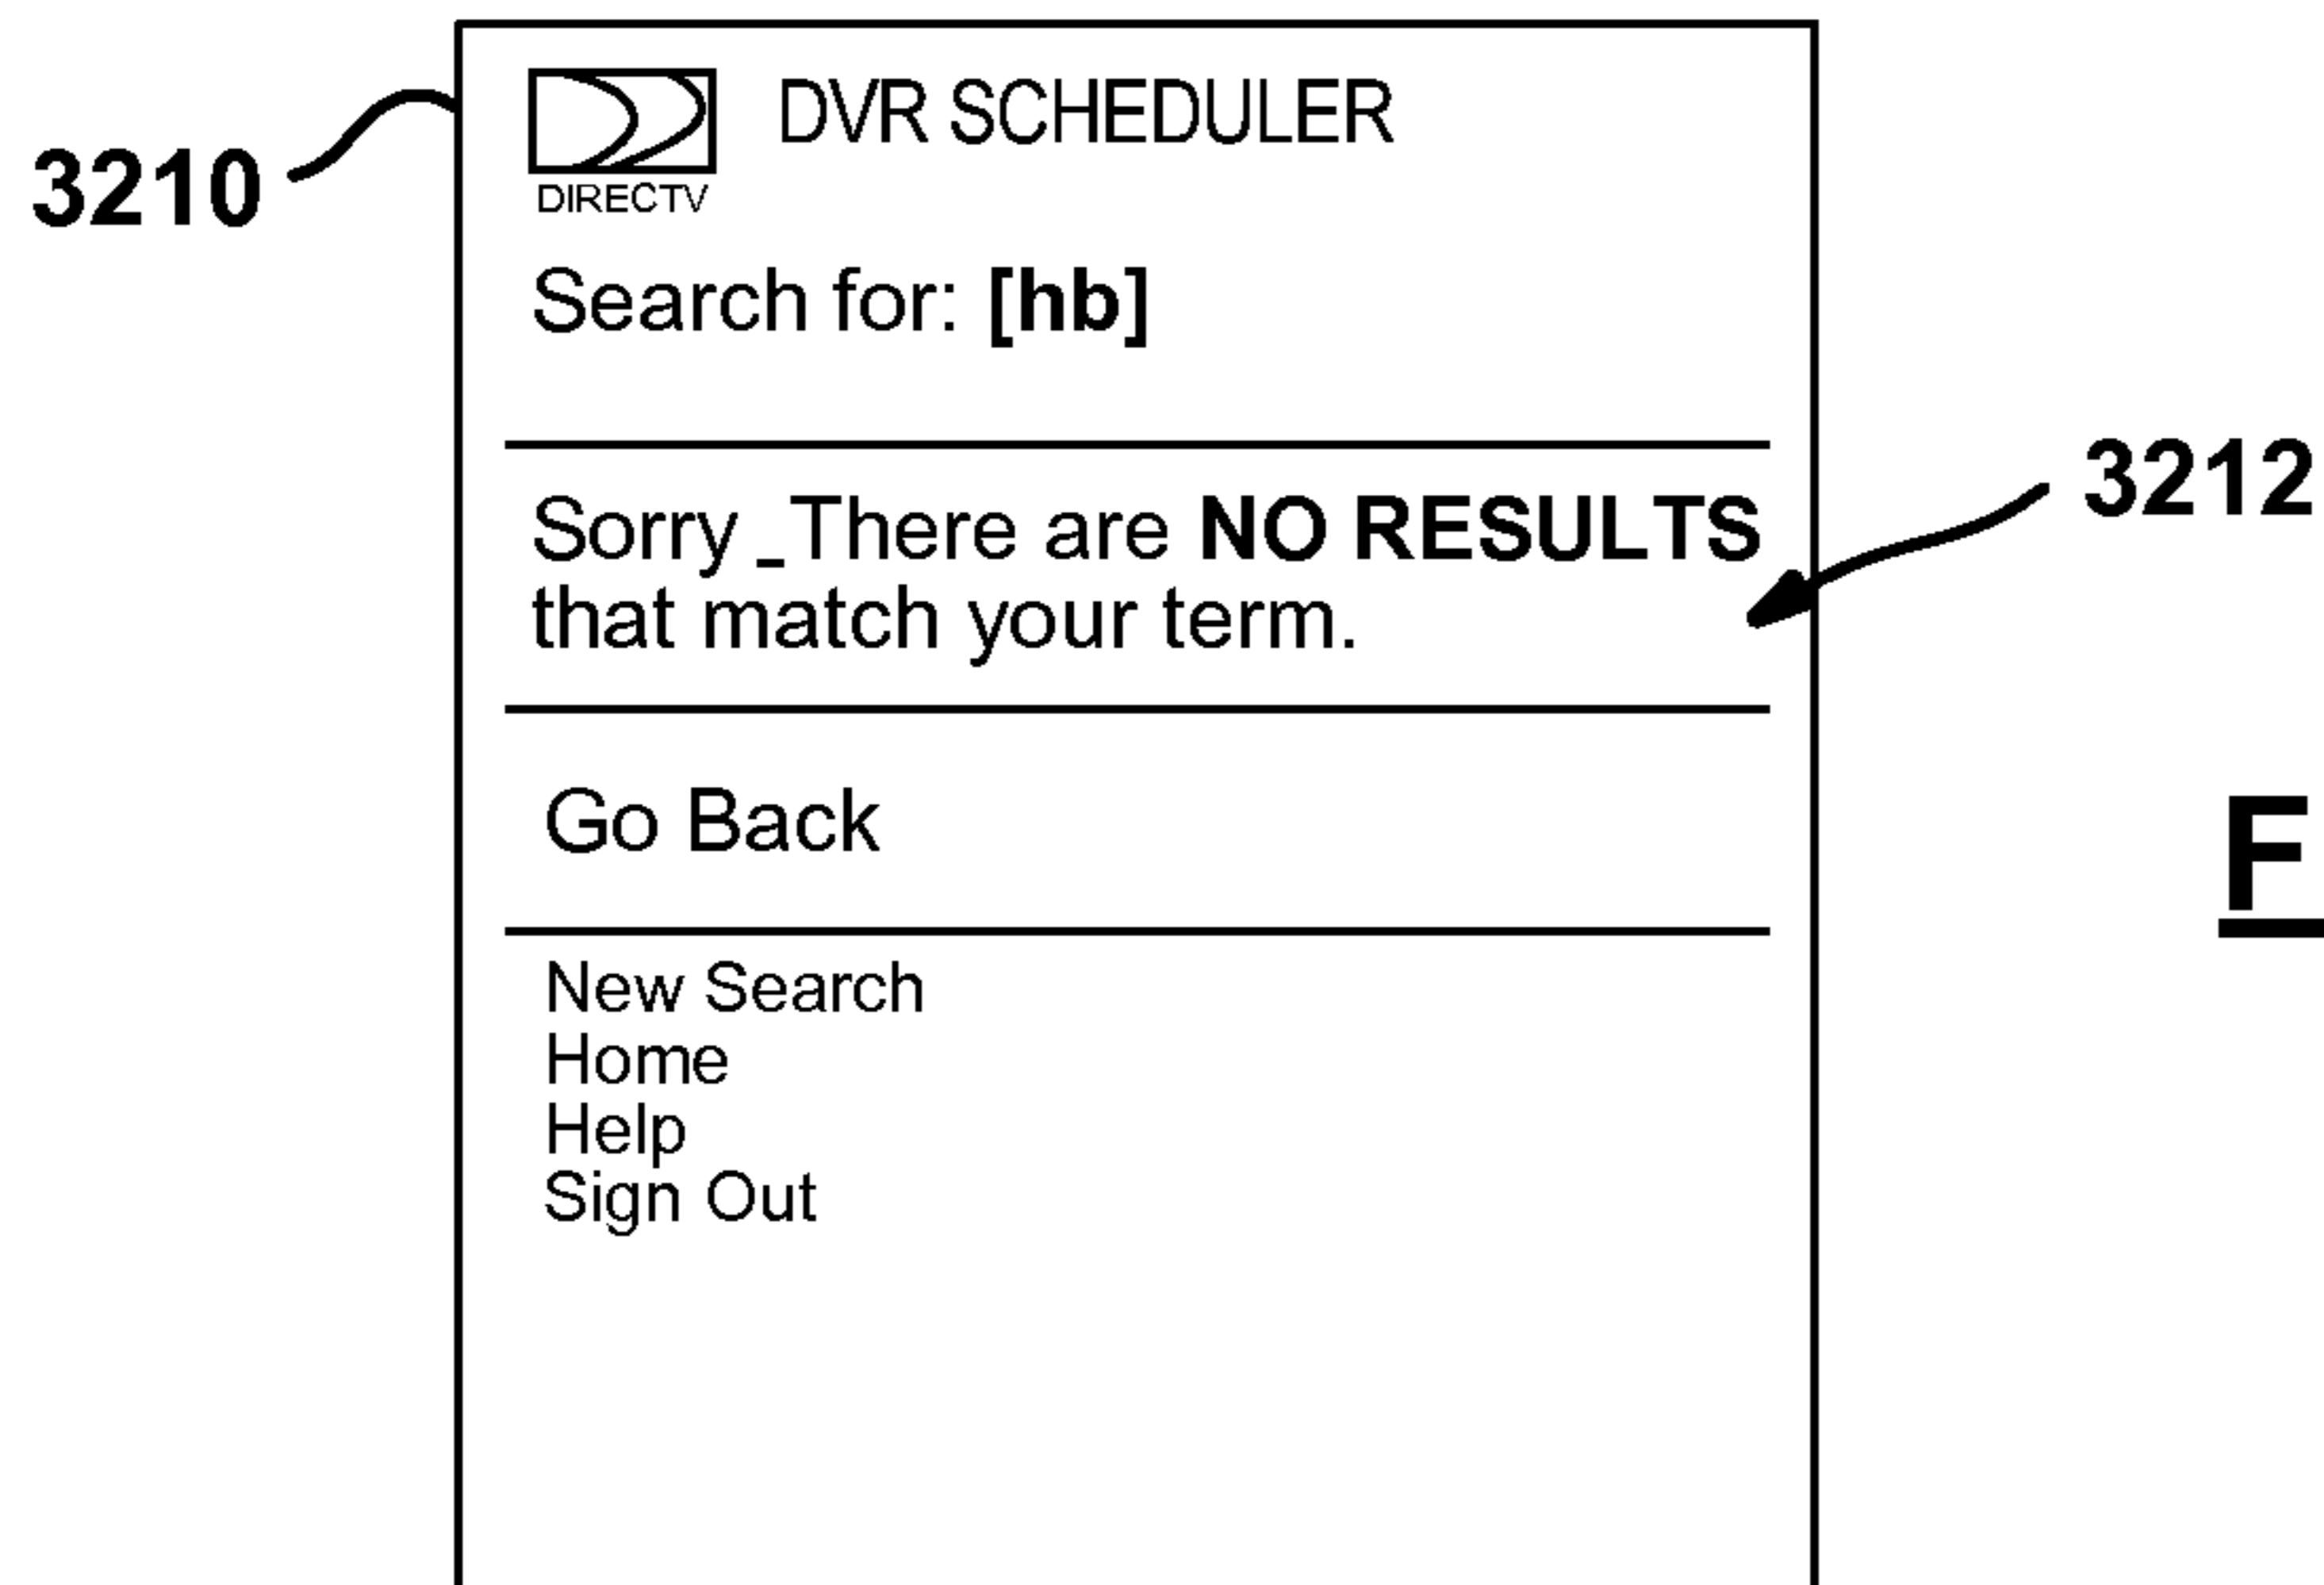 3210
DVR SCHEDULER
DIRECTV
Search for: [hb]
3212
Sorry _There are NO RESULTS
that match your term.
Go Back
F
New Search
Home
Help
Sign Out